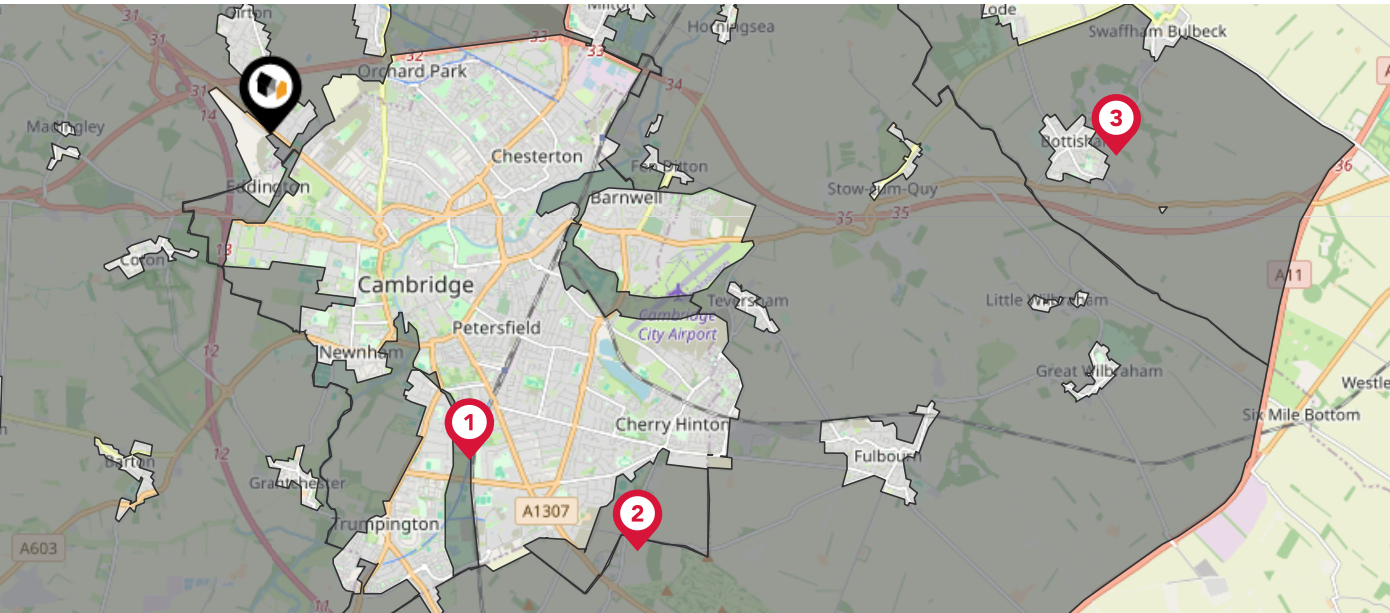 Girton
Milton
Horningsea
Lode
Swaffham Bulbeck
31
33
33
32
Orchard Park
34
31
14
3
Madingley
Chesterton
Bottisham
36
Fen Ditton
Eddington
Barnwell
Stow-cum-Quy
35
35
13
Coton
A11
Cambridge
Teversham
Little Wilbraham
Cambridge
City Airport
Petersfield
12
Newnham
Great Wilbraham
Westle
Six Mile Bottom
1
Cherry Hinton
12
Barton
Fulbourn
Grantchester
A1307
2
Trumpington
A603
11